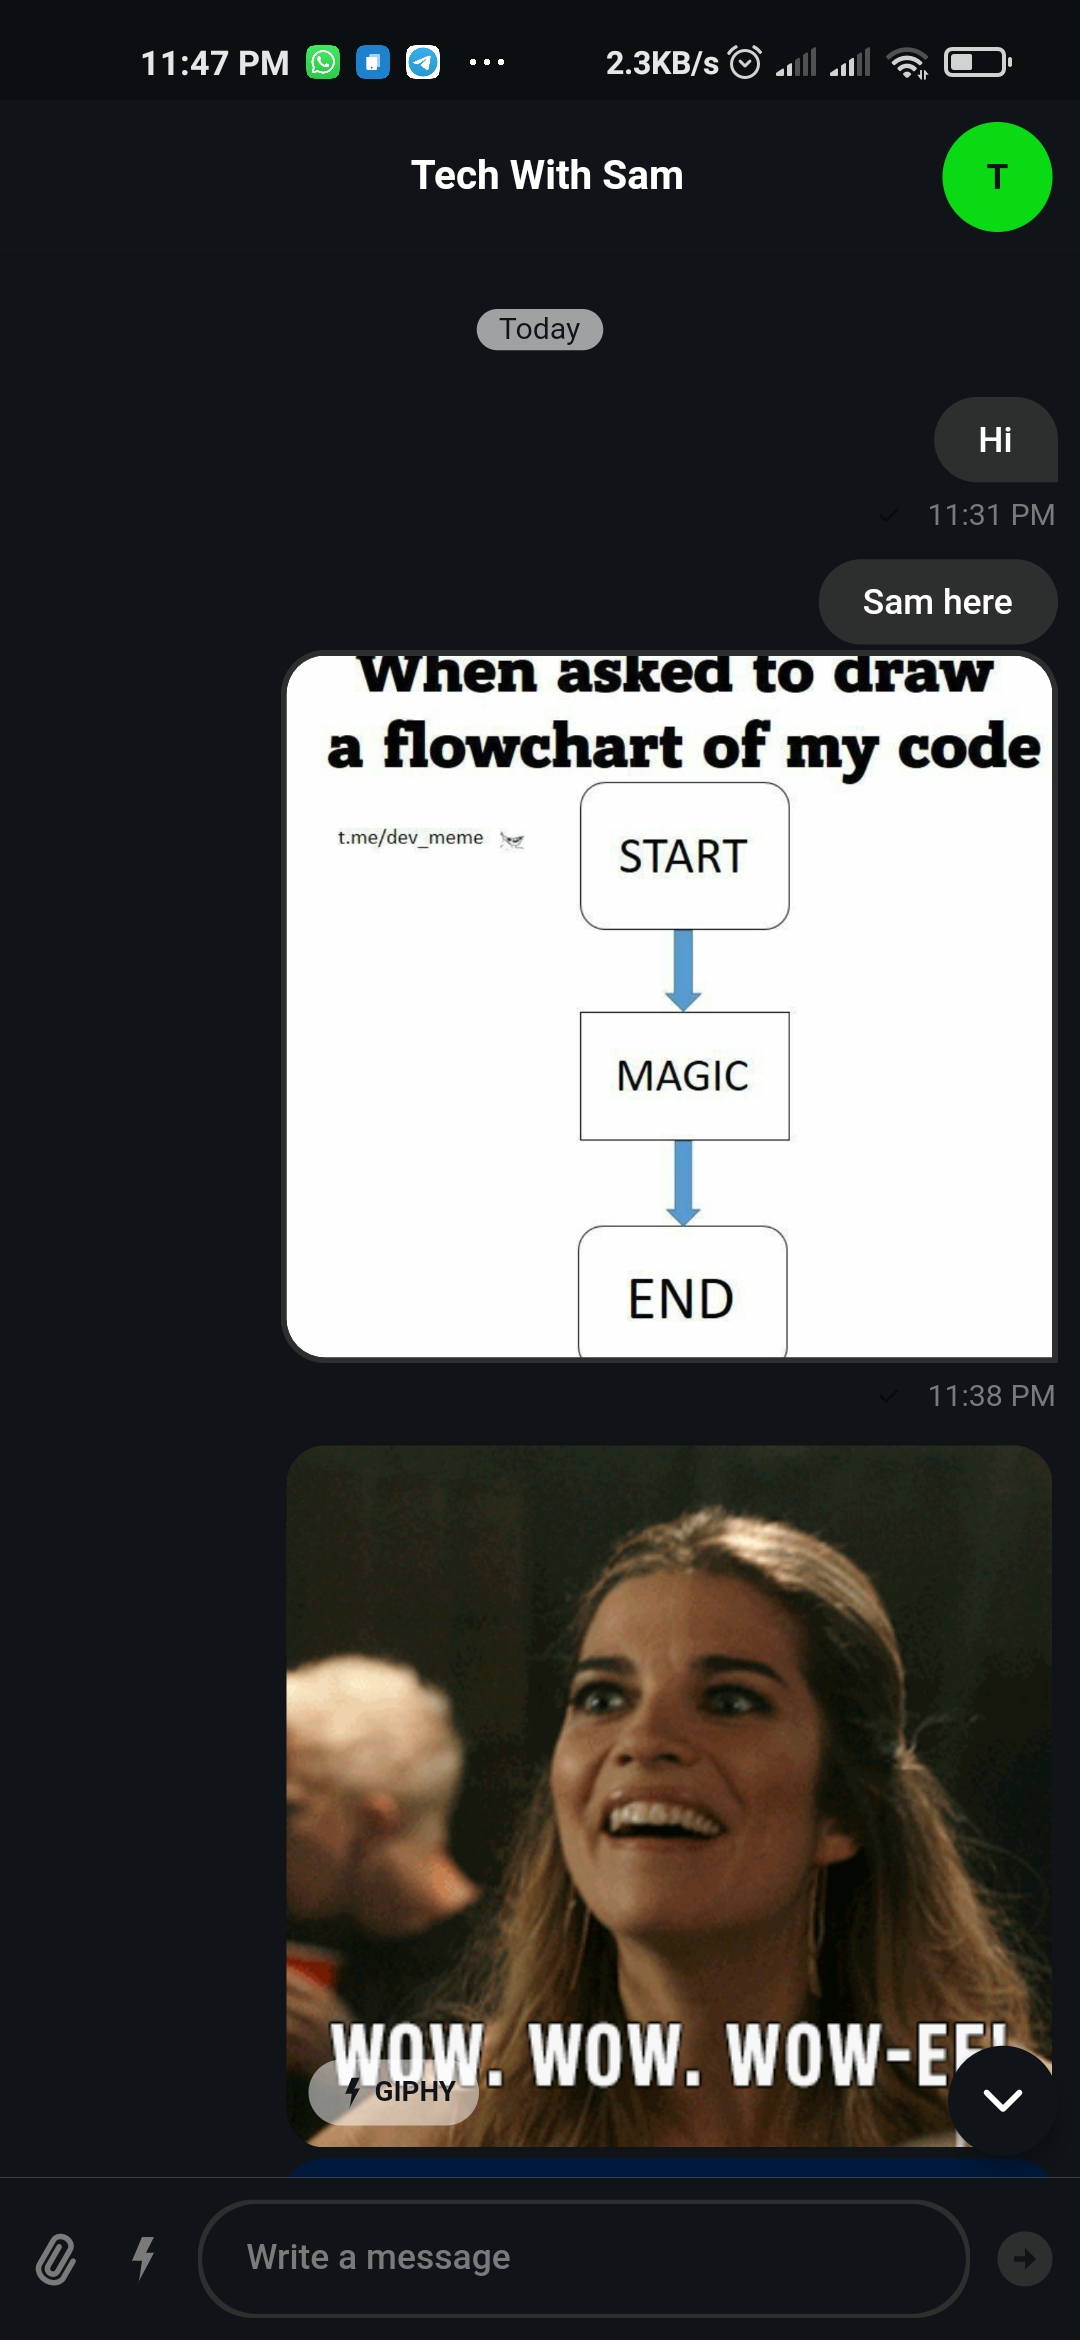 11:47 PM ... 2.3KB/s
Tech With Sam
T
Today
Hi
11:31 PM
Sam here
When asked to draw
a flowchart of my code
t.me/dev_meme
START
MAGIC
END
11:38 PM
WOW. WOW. WOW-EE!
GIPHY
Write a message